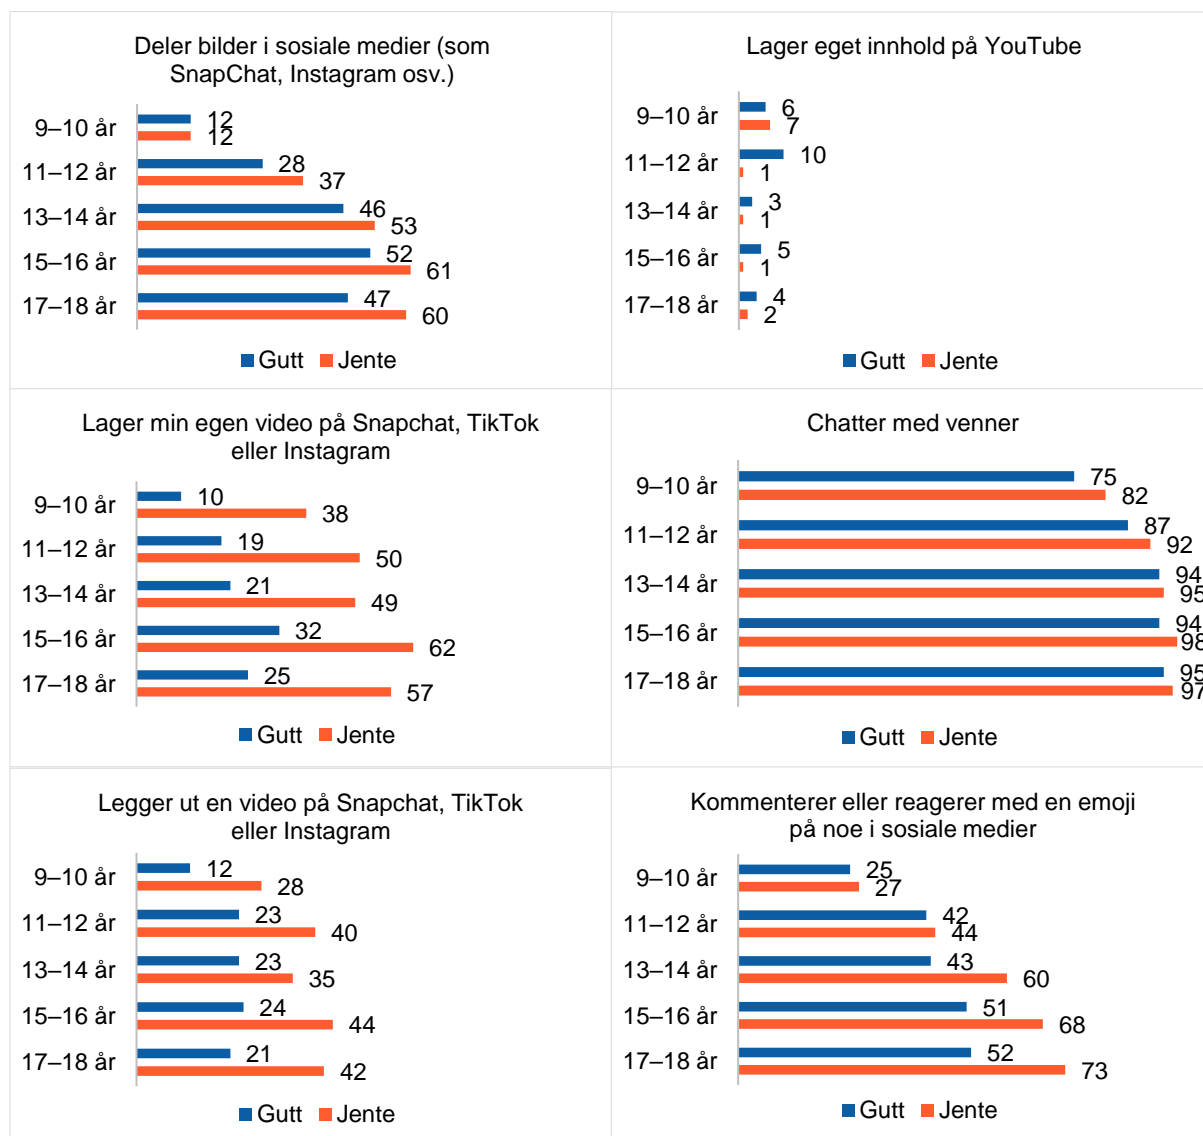 Deler bilder i sosiale medier (som
SnapChat, Instagram osv.)
9–10 år 12
12
11–12 år 28
37
13–14 år 46
53
15–16 år 52
61
17–18 år 47
60
Gutt Jente
Lager eget innhold på YouTube
9–10 år 6
7
11–12 år 10
1
13–14 år 3
1
15–16 år 5
1
17–18 år 4
2
Gutt Jente
Lager min egen video på Snapchat, TikTok
eller Instagram
9–10 år 10
38
11–12 år 19
50
13–14 år 21
49
15–16 år 32
62
17–18 år 25
57
Gutt Jente
Chatter med venner
9–10 år 75
82
11–12 år 87
92
13–14 år 94
95
15–16 år 94
98
17–18 år 95
97
Gutt Jente
Legger ut en video på Snapchat, TikTok
eller Instagram
9–10 år 12
28
11–12 år 23
40
13–14 år 23
35
15–16 år 24
44
17–18 år 21
42
Gutt Jente
Kommenterer eller reagerer med en emoji
på noe i sosiale medier
9–10 år 25
27
11–12 år 42
44
13–14 år 43
60
15–16 år 51
68
17–18 år 52
73
Gutt Jente